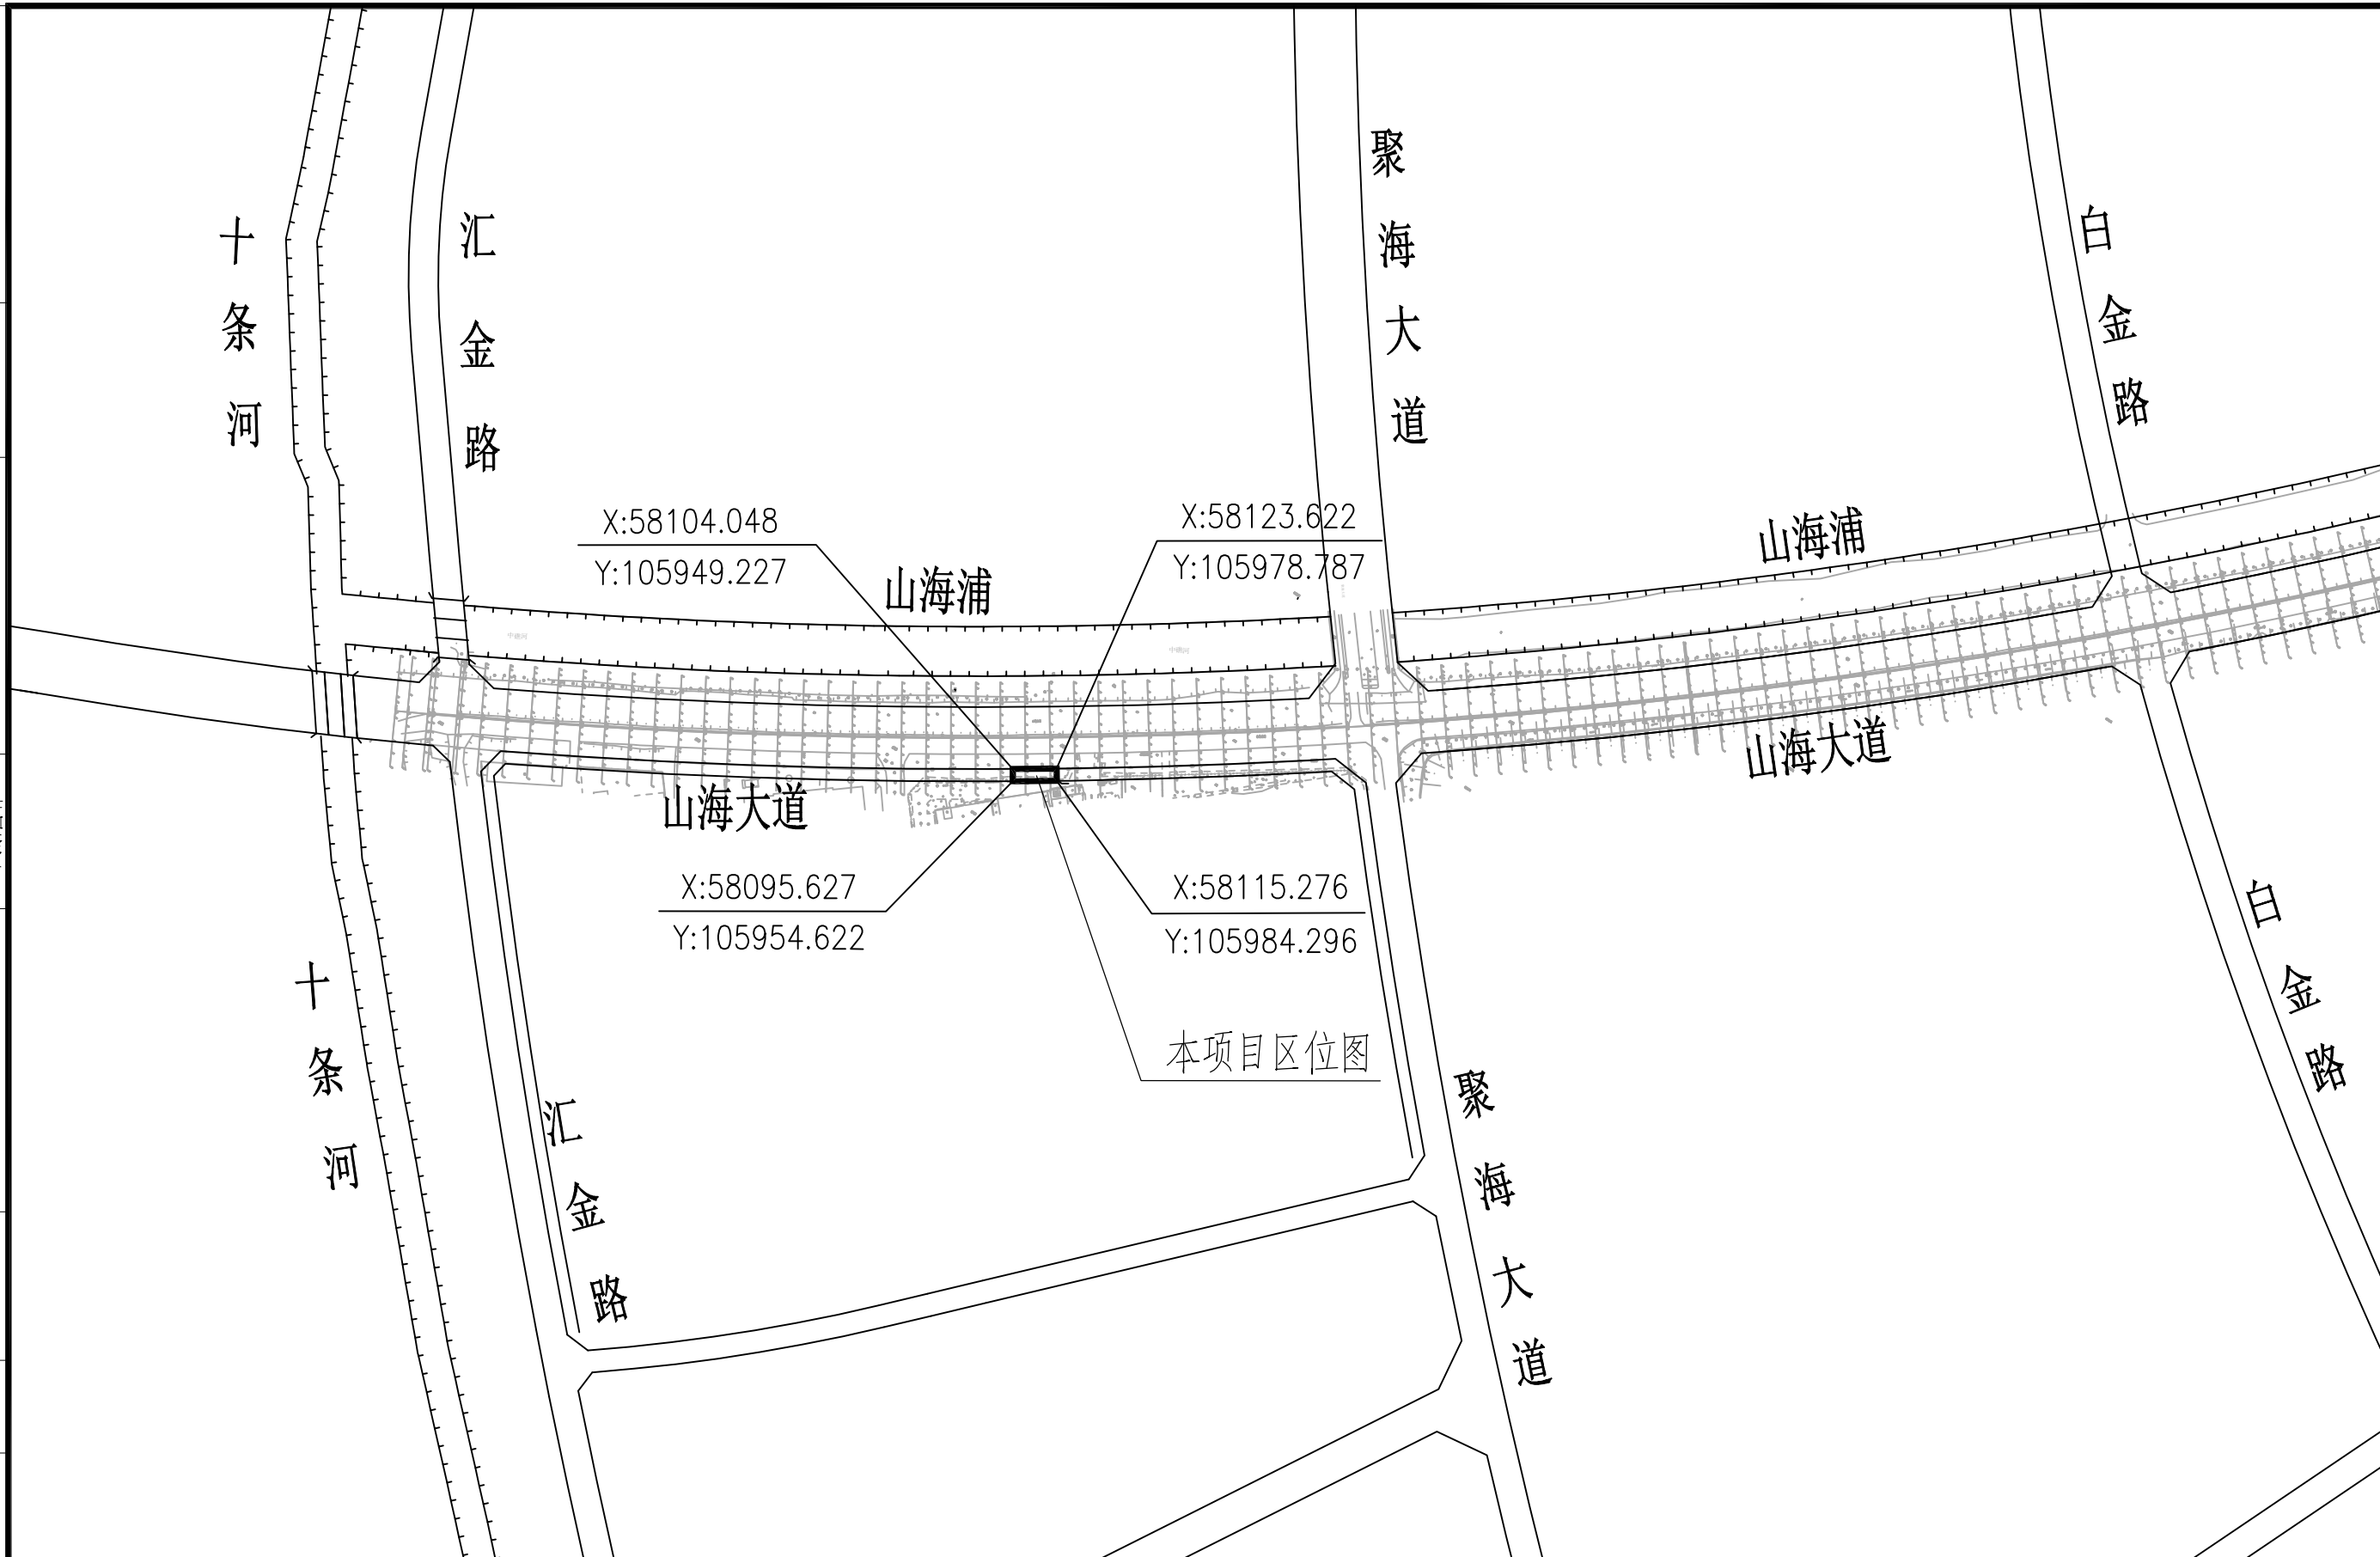 十条河
汇金路
聚海大道
白金路
X:58104.048
Y:105949.227
X:58123.622
Y:105978.787
山海浦
山海浦
山海大道
山海大道
X:58095.627
Y:105954.622
X:58115.276
Y:105984.296
本项目区位图
十条河
汇金路
聚海大道
白金路